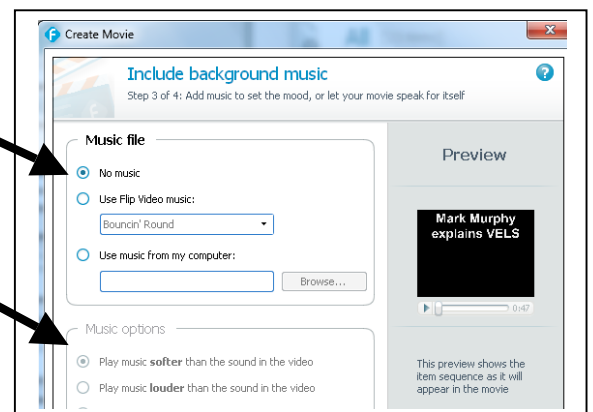 Create Movie
Include background music
Step 3 of 4: Add music to set the mood, or let your movie speak for itself
Music file
No music
Use Flip Video music:
Bouncin' Round
Use music from my computer:
Browse...
Music options
Play music softer than the sound in the video
Play music louder than the sound in the video
Preview
Mark Murphy
explains VELS
0:47
This preview shows the
item sequence as it will
appear in the movie